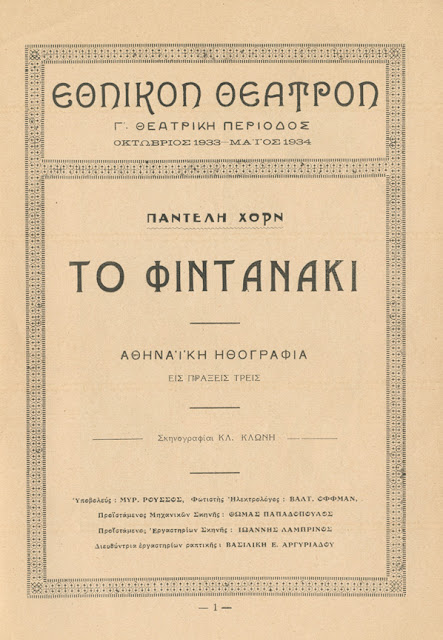 ΕΘΝΙΚΟΝ ΘΕΑΤΡΟΝ
Γ΄ ΘΕΑΤΡΙΚΗ ΠΕΡΙΟΔΟΣ
ΟΚΤΩΒΡΙΟΣ 1933—ΜΑΪΟΣ 1934
ΠΑΝΤΕΛΗ ΧΟΡΝ
ΤΟ ΦΙΝΤΑΝΑΚΙ
ΑΘΗΝΑΪΚΗ ΗΘΟΓΡΑΦΙΑ
ΕΙΣ ΠΡΑΞΕΙΣ ΤΡΕΙΣ
Σκηνογραφίαι ΚΛ. ΚΛΩΝΗ
Ὑποβολεύς : ΜΥΡ. ΡΟΥΣΣΟΣ, Φωτιστὴς Ἠλεκτρολόγος : ΒΑΛΤ. ΟΦΦΜΑΝ,
Προϊστάμενος Μηχανικῶν Σκηνῆς : ΘΩΜΑΣ ΠΑΠΑΔΟΠΟΥΛΟΣ
Προϊστάμενος Ἐργαστηρίων Σκηνῆς : ΙΩΑΝΝΗΣ ΛΑΜΠΡΙΝΟΣ
Διευθύντρια ἐργαστηρίων ραπτικῆς : ΒΑΣΙΛΙΚΗ Ε. ΑΡΓΥΡΙΑΔΟΥ
— 1 —